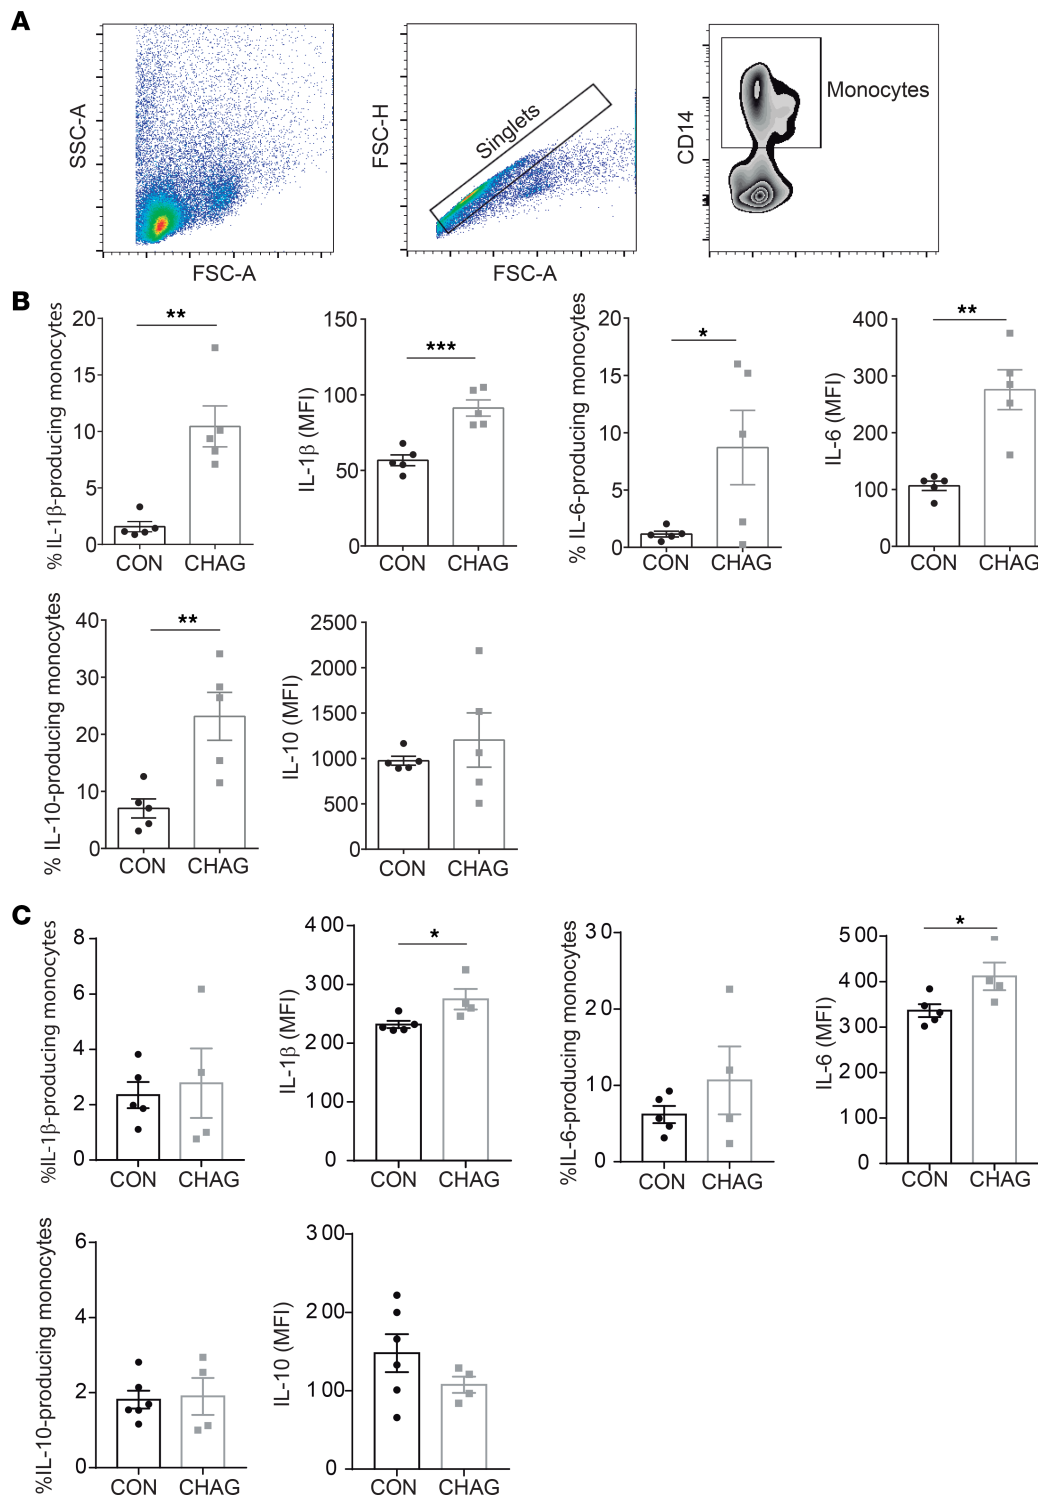 A
SSC-A
FSC-A
FSC-H
Singlets
FSC-A
CD14
Monocytes
B
% IL-1β-producing monocytes
20
15
10
5
0
**
CON CHAG
IL-1β (MFI)
150
100
50
0
***
CON CHAG
% IL-6-producing monocytes
20
15
10
5
0
*
CON CHAG
IL-6 (MFI)
400
300
200
100
0
**
CON CHAG
% IL-10-producing monocytes
40
30
20
10
0
**
CON CHAG
IL-10 (MFI)
2500
2000
1500
1000
500
0
CON CHAG
C
%IL-1β-producing monocytes
8
6
4
2
0
CON CHAG
IL-1β (MFI)
400
300
200
100
0
*
CON CHAG
%IL-6-producing monocytes
30
20
10
0
CON CHAG
IL-6 (MFI)
500
400
300
200
100
0
*
CON CHAG
%IL-10-producing monocytes
6
4
2
0
CON CHAG
IL-10 (MFI)
300
200
100
0
CON CHAG